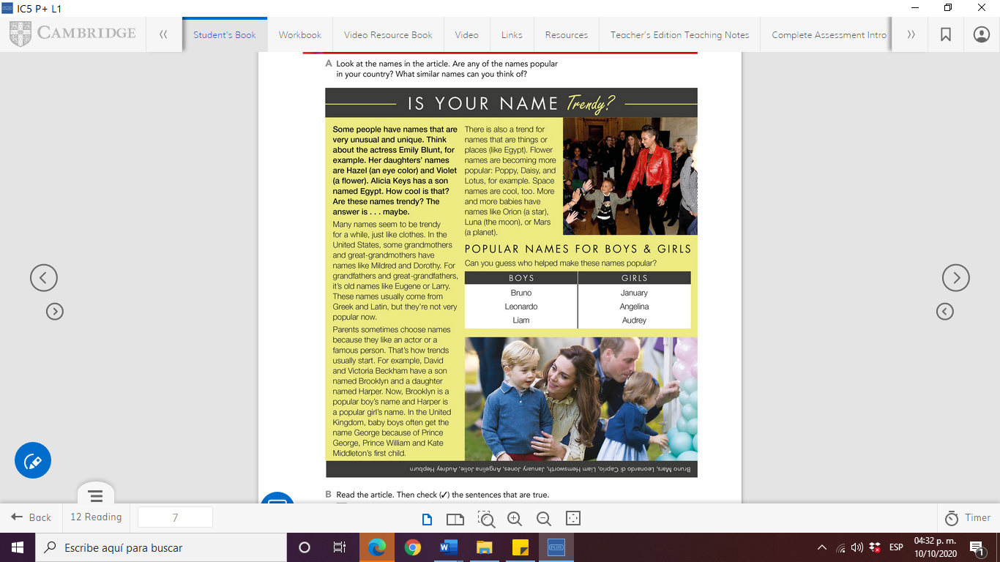 IC5 P+ L1
CAMBRIDGE
Student's Book
Workbook
Video Resource Book
Video
Links
Resources
Teacher's Edition Teaching Notes
Complete Assessment Intro
A Look at the names in the article. Are any of the names popular
in your country? What similar names can you think of?
IS YOUR NAME Trendy?
Some people have names that are
very unusual and unique. Think
about the actress Emily Blunt, for
example. Her daughters' names
are Hazel (an eye color) and Violet
(a flower). Alicia Keys has a son
named Egypt. How cool is that?
Are these names trendy? The
answer is . . . maybe.
Many names seem to be trendy
for a while, just like clothes. In the
United States, some grandmothers
and great-grandmothers have
names like Mildred and Dorothy. For
grandfathers and great-grandfathers,
it's old names like Eugene or Larry.
These names usually come from
Greek and Latin, but they're not very
popular now.
Parents sometimes choose names
because they like an actor or a
famous person. That's how trends
usually start. For example, David
and Victoria Beckham have a son
named Brooklyn and a daughter
named Harper. Now, Brooklyn is a
popular boy's name and Harper is
a popular girl's name. In the United
Kingdom, baby boys often get the
name George because of Prince
George, Prince William and Kate
Middleton's first child.
There is also a trend for
names that are things or
places (like Egypt). Flower
names are becoming more
popular: Poppy, Daisy, and
Lotus, for example. Space
names are cool, too. More
and more babies have
names like Orion (a star),
Luna (the moon), or Mars
(a planet).
POPULAR NAMES FOR BOYS & GIRLS
Can you guess who helped make these names popular?
BOYS GIRLS
Bruno January
Leonardo Angelina
Liam Audrey
Bruno Mars, Leonardo di Caprio, Liam Hemsworth, January Jones, Angelina Jolie, Audrey Hepburn
B Read the article. Then check (✓) the sentences that are true.
Back
12 Reading
7
Timer
Escribe aquí para buscar
PLUS
ESP
04:32 p. m.
10/10/2020
1